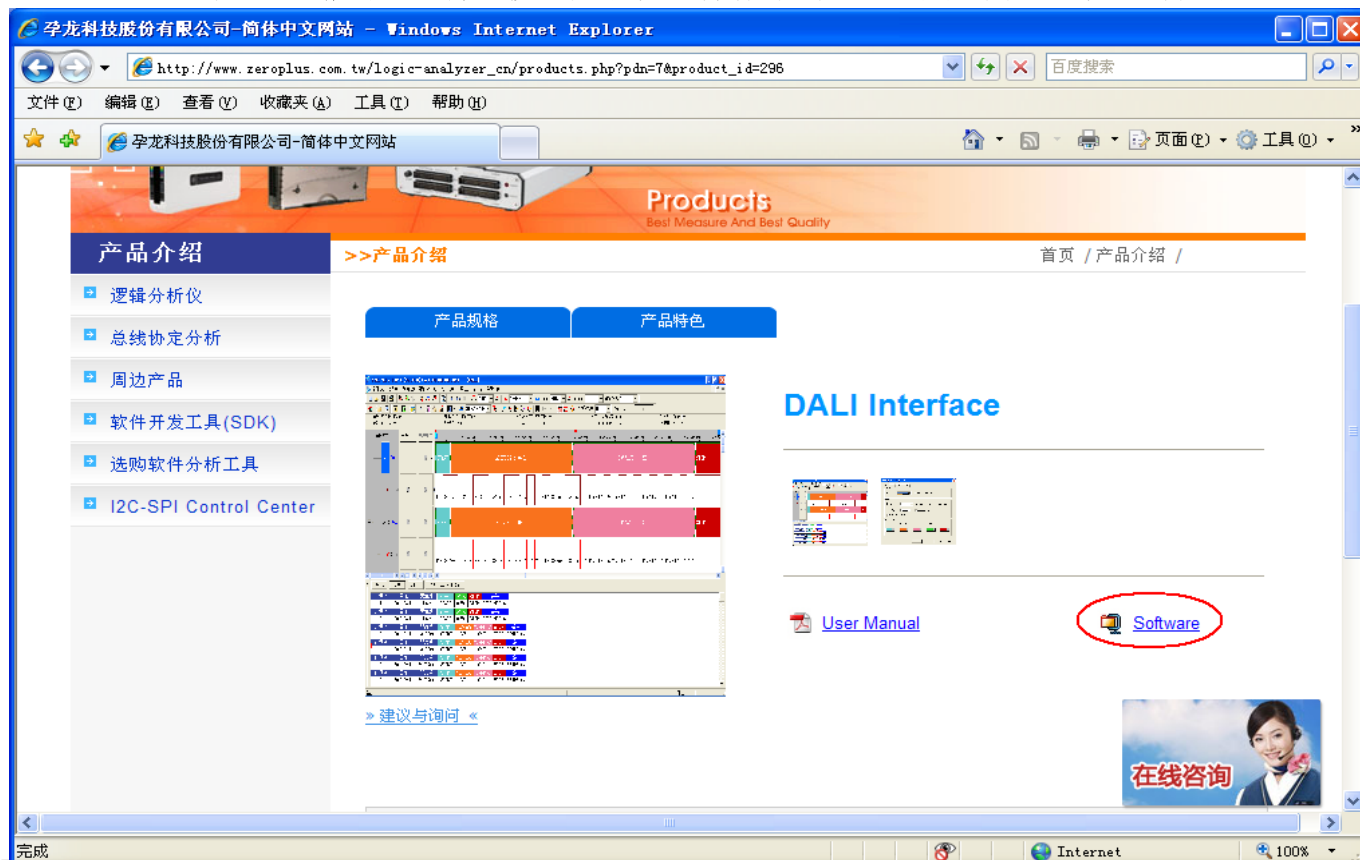 孕龙科技股份有限公司-简体中文网站 - Windows Internet Explorer
http://www.zeroplus.com.tw/logic-analyzer_cn/products.php?pdn=7&product_id=296
百度搜索
文件(F) 编辑(E) 查看(V) 收藏夹(A) 工具(T) 帮助(H)
孕龙科技股份有限公司-简体中文网站
页面(P) 工具(O) »
Products
Best Measure And Best Quality
产品介绍
>>产品介绍
首页 / 产品介绍 /
逻辑分析仪
总线协定分析
周边产品
软件开发工具(SDK)
选购软件分析工具
I2C-SPI Control Center
产品规格
产品特色
DALI Interface
User Manual
Software
» 建议与询问 «
在线咨询
完成
Internet
100%